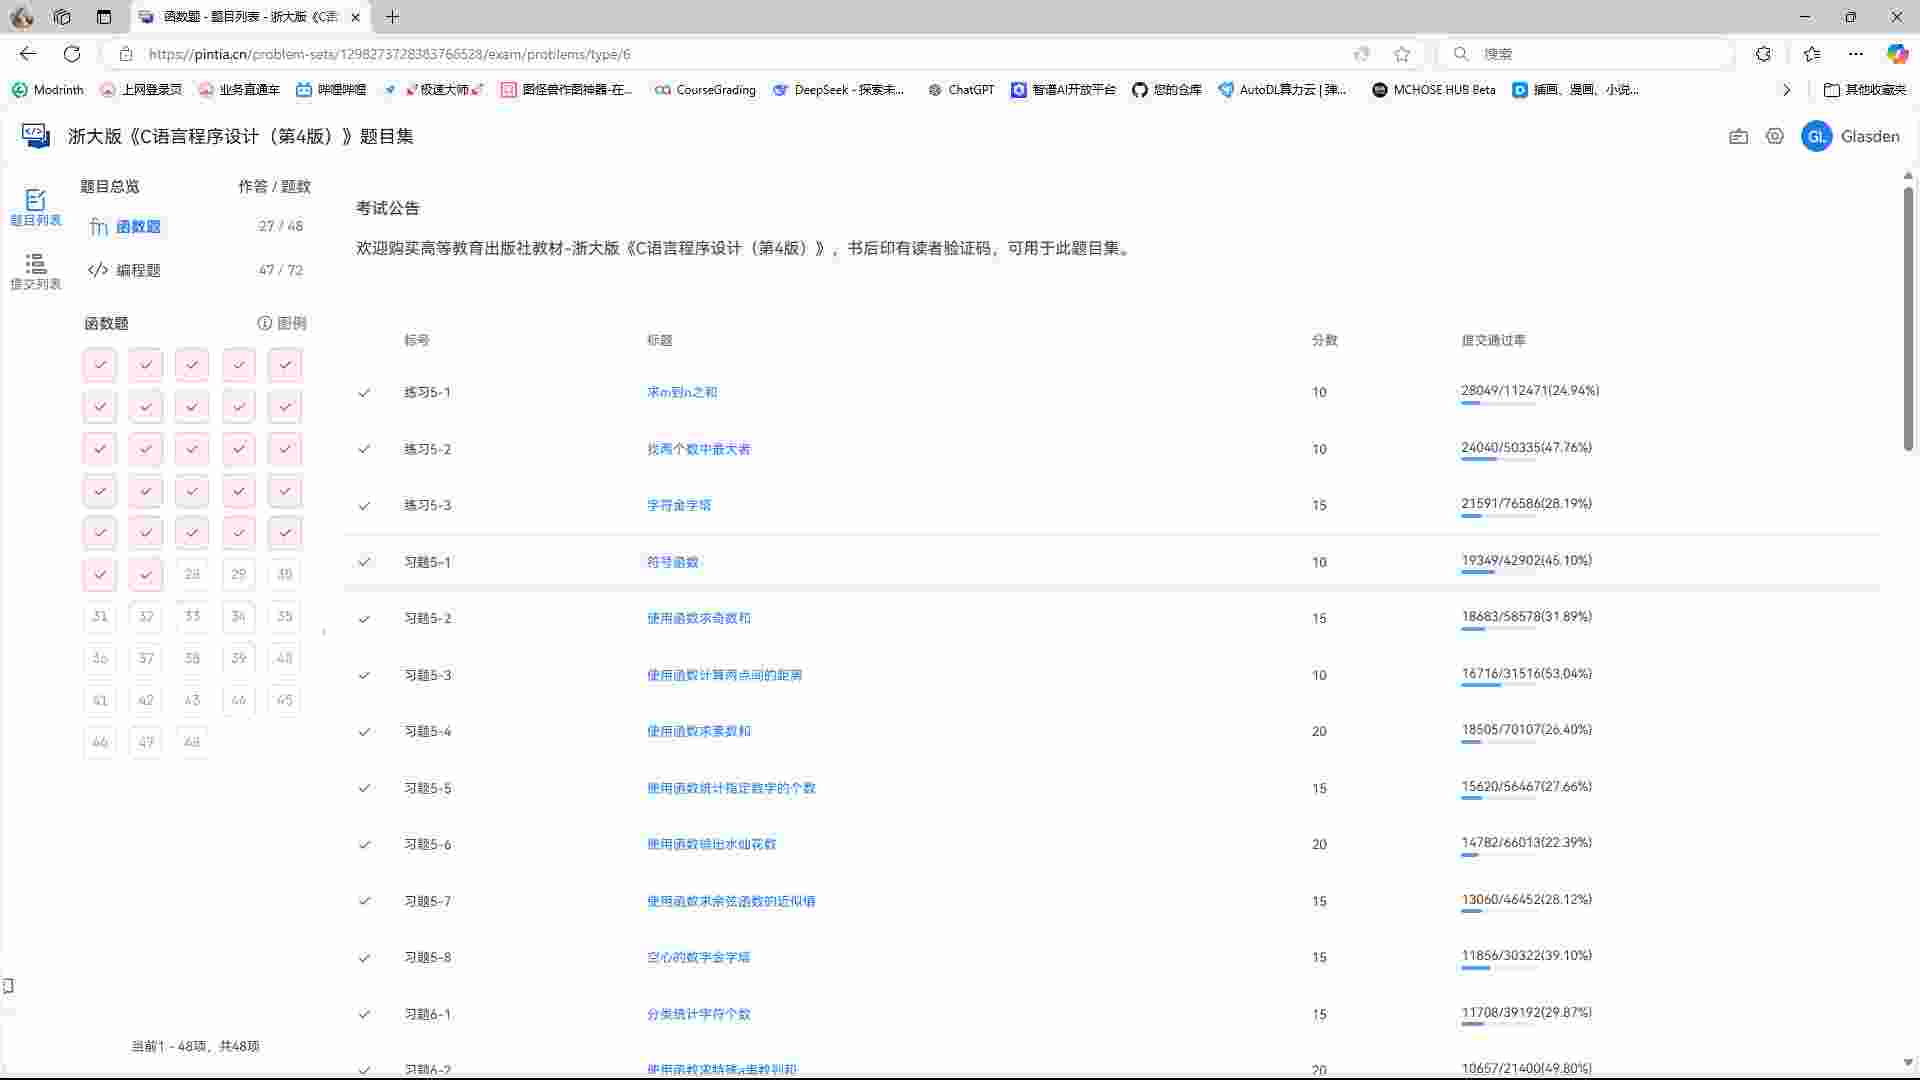 函数题 - 题目列表 - 浙大版《C语
https://pintia.cn/problem-sets/1298273728383766528/exam/problems/type/6
搜索
Modrinth
上网登录页
业务直通车
哔哩哔哩
极速大师
图怪兽作图神器-在...
CourseGrading
DeepSeek - 探索未...
ChatGPT
智谱AI开放平台
您的仓库
AutoDL算力云 | 弹...
MCHOSE HUB Beta
插画、漫画、小说...
其他收藏夹
浙大版《C语言程序设计（第4版）》题目集
GL
Glasden
题目列表
提交列表
题目总览 作答 / 题数
函数题 27 / 48
编程题 47 / 72
函数题 图例
28 29 30
31 32 33 34 35
36 37 38 39 40
41 42 43 44 45
46 47 48
当前1 - 48项，共48项
考试公告
欢迎购买高等教育出版社教材-浙大版《C语言程序设计（第4版）》，书后印有读者验证码，可用于此题目集。
标号 标题 分数 提交通过率
练习5-1 求m到n之和 10 28049/112471(24.94%)
练习5-2 找两个数中最大者 10 24040/50335(47.76%)
练习5-3 字符金字塔 15 21591/76586(28.19%)
习题5-1 符号函数 10 19349/42902(45.10%)
习题5-2 使用函数求奇数和 15 18683/58578(31.89%)
习题5-3 使用函数计算两点间的距离 10 16716/31516(53.04%)
习题5-4 使用函数求素数和 20 18505/70107(26.40%)
习题5-5 使用函数统计指定数字的个数 15 15620/56467(27.66%)
习题5-6 使用函数输出水仙花数 20 14782/66013(22.39%)
习题5-7 使用函数求余弦函数的近似值 15 13060/46452(28.12%)
习题5-8 空心的数字金字塔 15 11856/30322(39.10%)
习题6-1 分类统计字符个数 15 11708/39192(29.87%)
习题6-2 使用函数求特殊a串数列和 20 10657/21400(49.80%)